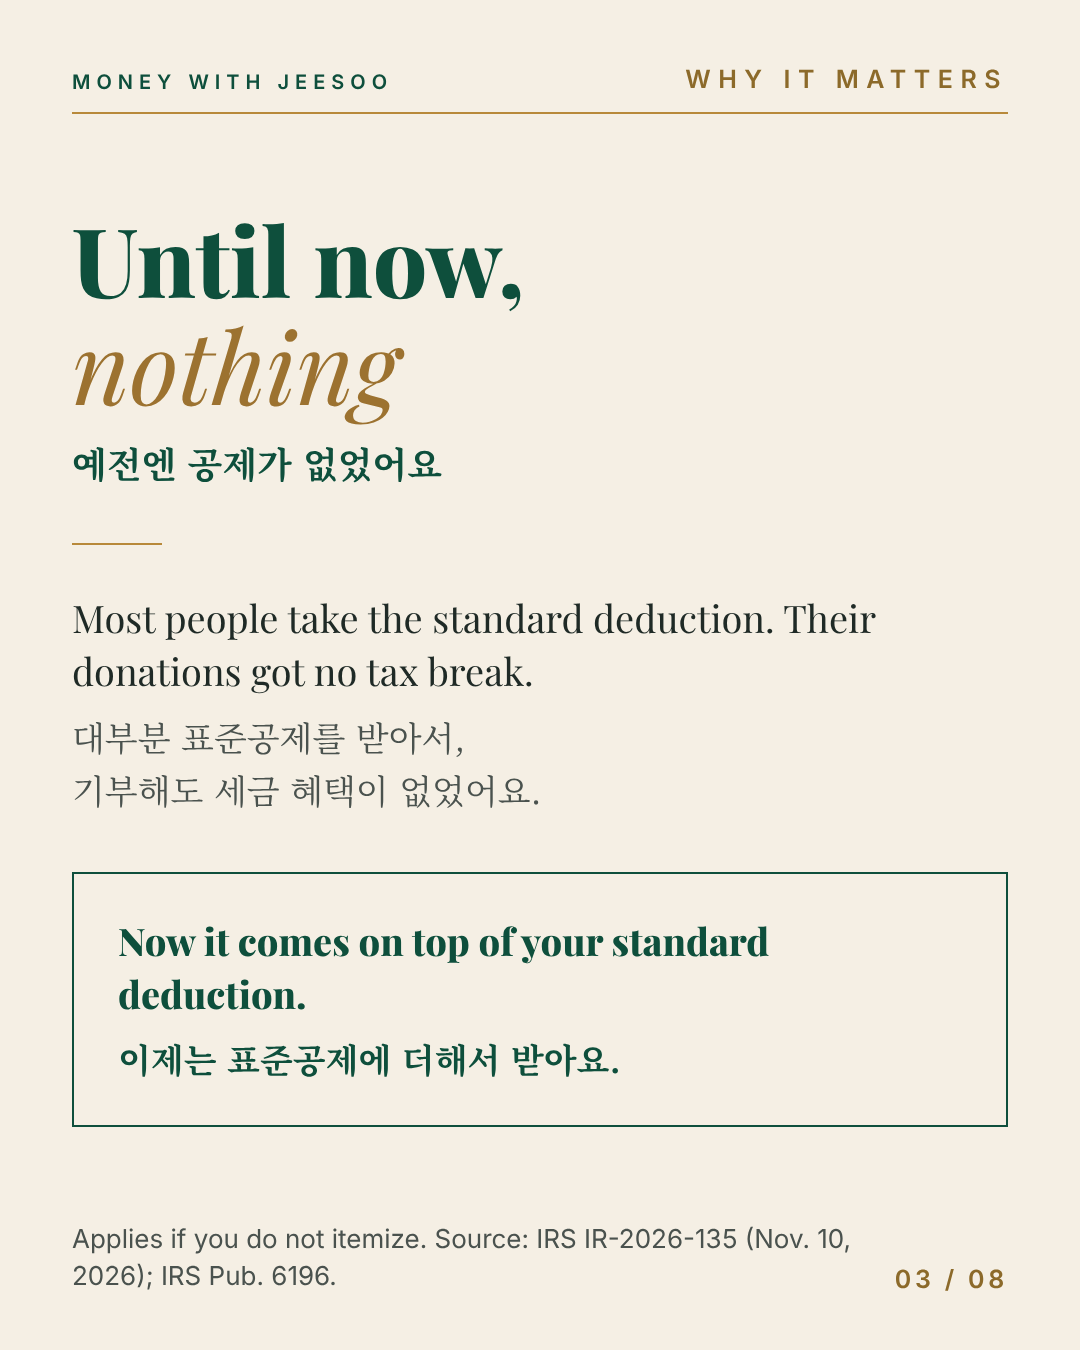 MONEY WITH JEESOO
WHY IT MATTERS
Until now,
nothing
예전엔 공제가 없었어요
Most people take the standard deduction. Their
donations got no tax break.
대부분 표준공제를 받아서,
기부해도 세금 혜택이 없었어요.
Now it comes on top of your standard
deduction.
이제는 표준공제에 더해서 받아요.
Applies if you do not itemize. Source: IRS IR-2026-135 (Nov. 10,
2026); IRS Pub. 6196.
03 / 08